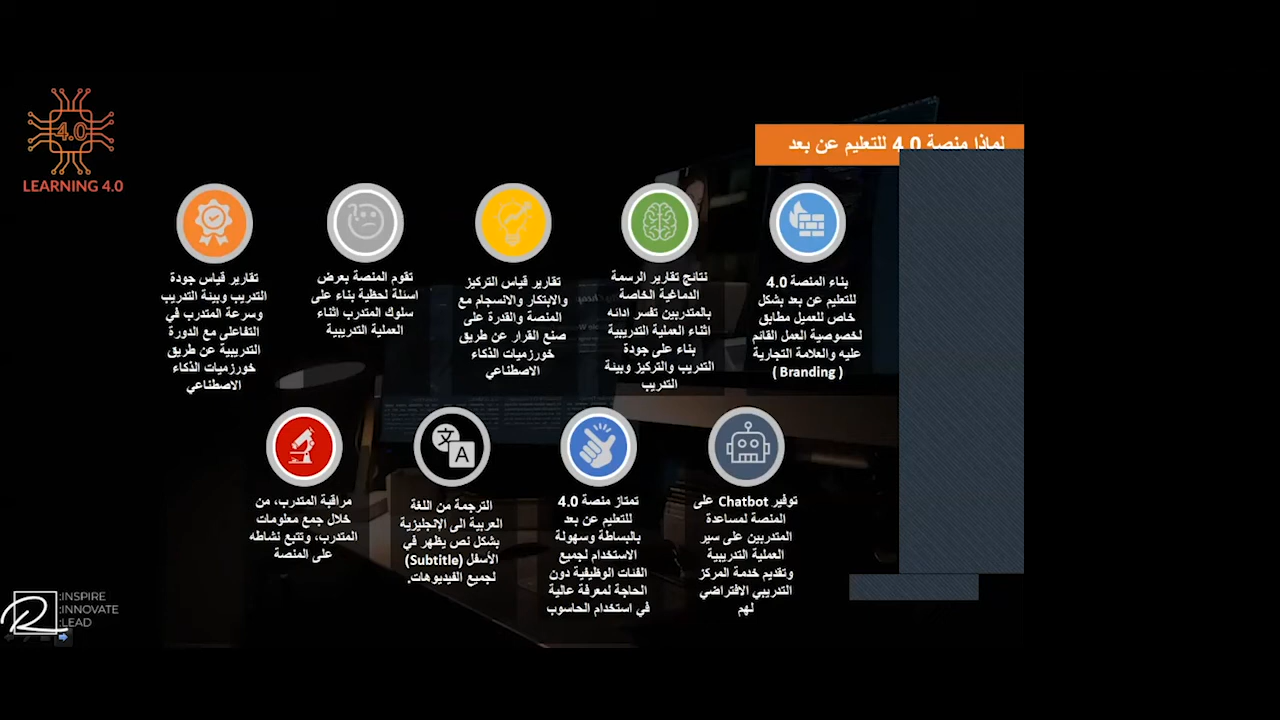 لماذا منصة 4.0 للتعليم عن بعد
4.0
LEARNING 4.0
بناء المنصة 4.0
للتعليم عن بعد بشكل
خاص للعميل مطابق
لخصوصية العمل القائم
عليه والعلامة التجارية
( Branding )
نتائج تقارير الرسمة
الدماغية الخاصة
بالمتدربين تفسر ادائه
اثناء العملية التدريبية
بناء على جودة
التدريب والتركيز وبيئة
التدريب
تقارير قياس التركيز
والابتكار والانسجام مع
المنصة والقدرة على
صنع القرار عن طريق
خورزميات الذكاء
الاصطناعي
تقوم المنصة بعرض
اسئلة لحظية بناء على
سلوك المتدرب اثناء
العملية التدريبية
تقارير قياس جودة
التدريب وبيئة التدريب
وسرعة المتدرب في
التفاعلى مع الدورة
التدريبية عن طريق
خورزميات الذكاء
الاصطناعي
توفير Chatbot على
المنصة لمساعدة
المتدربين على سير
العملية التدريبية
وتقديم خدمة المركز
التدريبي الافتراضي
لهم
تمتاز منصة 4.0
للتعليم عن بعد
بالبساطة وسهولة
الاستخدام لجميع
الفئات الوظيفية دون
الحاجة لمعرفة عالية
في استخدام الحاسوب
الترجمة من اللغة
العربية الى الإنجليزية
بشكل نص يظهر في
الأسفل (Subtitle)
لجميع الفيديوهات.
مراقبة المتدرب، من
خلال جمع معلومات
المتدرب، وتتبع نشاطه
على المنصة
:INSPIRE
:INNOVATE
:LEAD